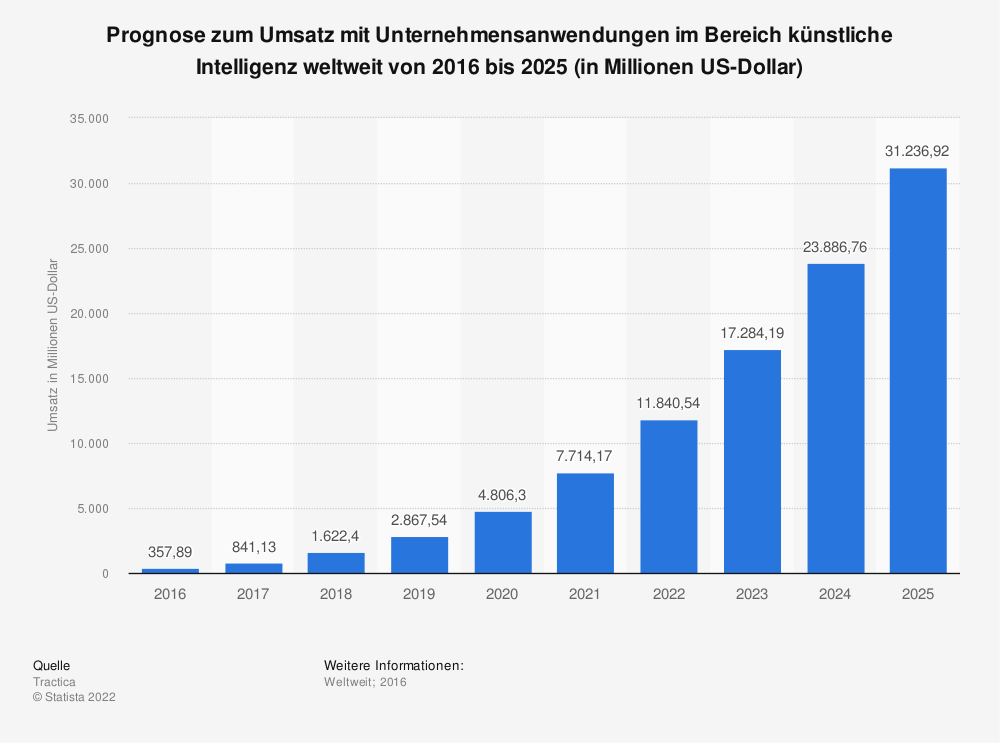 Prognose zum Umsatz mit Unternehmensanwendungen im Bereich künstliche
Intelligenz weltweit von 2016 bis 2025 (in Millionen US-Dollar)
Umsatz in Millionen US-Dollar
35.000
30.000
25.000
20.000
15.000
10.000
5.000
0
357,89
841,13
1.622,4
2.867,54
4.806,3
7.714,17
11.840,54
17.284,19
23.886,76
31.236,92
2016 2017 2018 2019 2020 2021 2022 2023 2024 2025
Quelle
Tractica
© Statista 2022
Weitere Informationen:
Weltweit; 2016